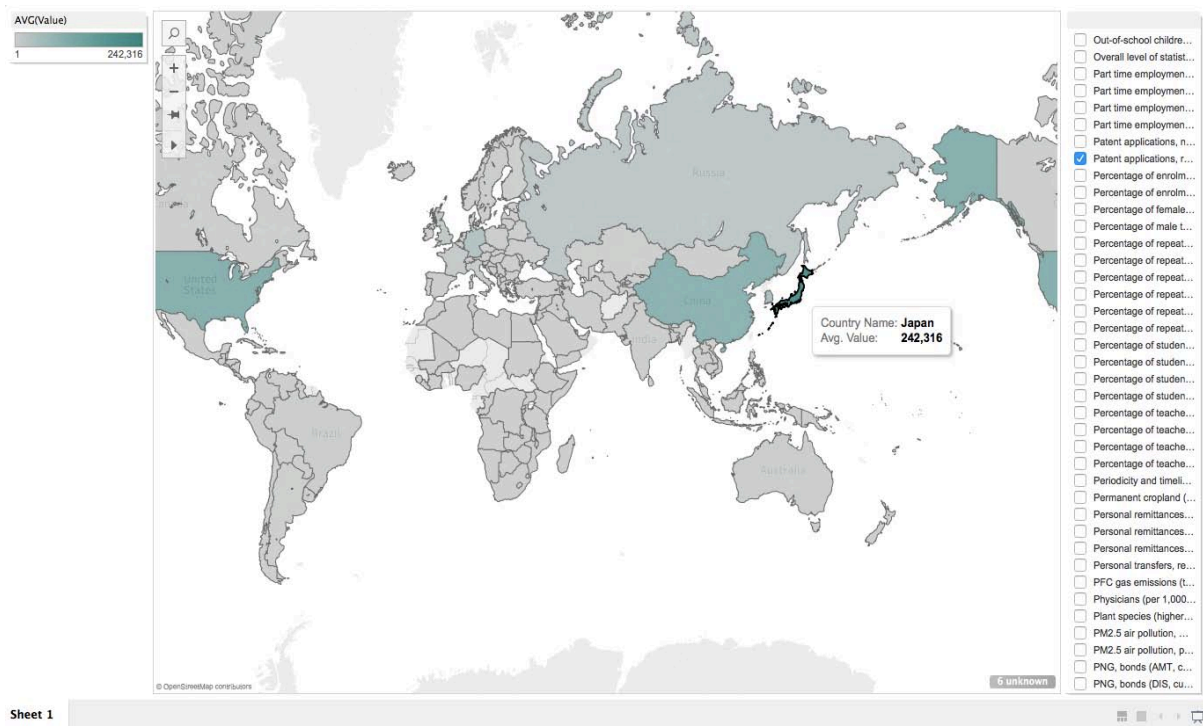 AVG(Value)
1 242,316
Russia
United
States
China
India
Brazil
Australia
Country Name: Japan
Avg. Value: 242,316
© OpenStreetMap contributors
6 unknown
Out-of-school childre...
Overall level of statist...
Part time employmen...
Part time employmen...
Part time employmen...
Part time employmen...
Patent applications, n...
Patent applications, r...
Percentage of enrolm...
Percentage of enrolm...
Percentage of female...
Percentage of male t...
Percentage of repeat...
Percentage of repeat...
Percentage of repeat...
Percentage of repeat...
Percentage of repeat...
Percentage of repeat...
Percentage of studen...
Percentage of studen...
Percentage of studen...
Percentage of studen...
Percentage of teache...
Percentage of teache...
Percentage of teache...
Percentage of teache...
Periodicity and timeli...
Permanent cropland (...
Personal remittances...
Personal remittances...
Personal remittances...
Personal transfers, re...
PFC gas emissions (t...
Physicians (per 1,000...
Plant species (higher...
PM2.5 air pollution, ...
PM2.5 air pollution, p...
PNG, bonds (AMT, c...
PNG, bonds (DIS, cu...
Sheet 1